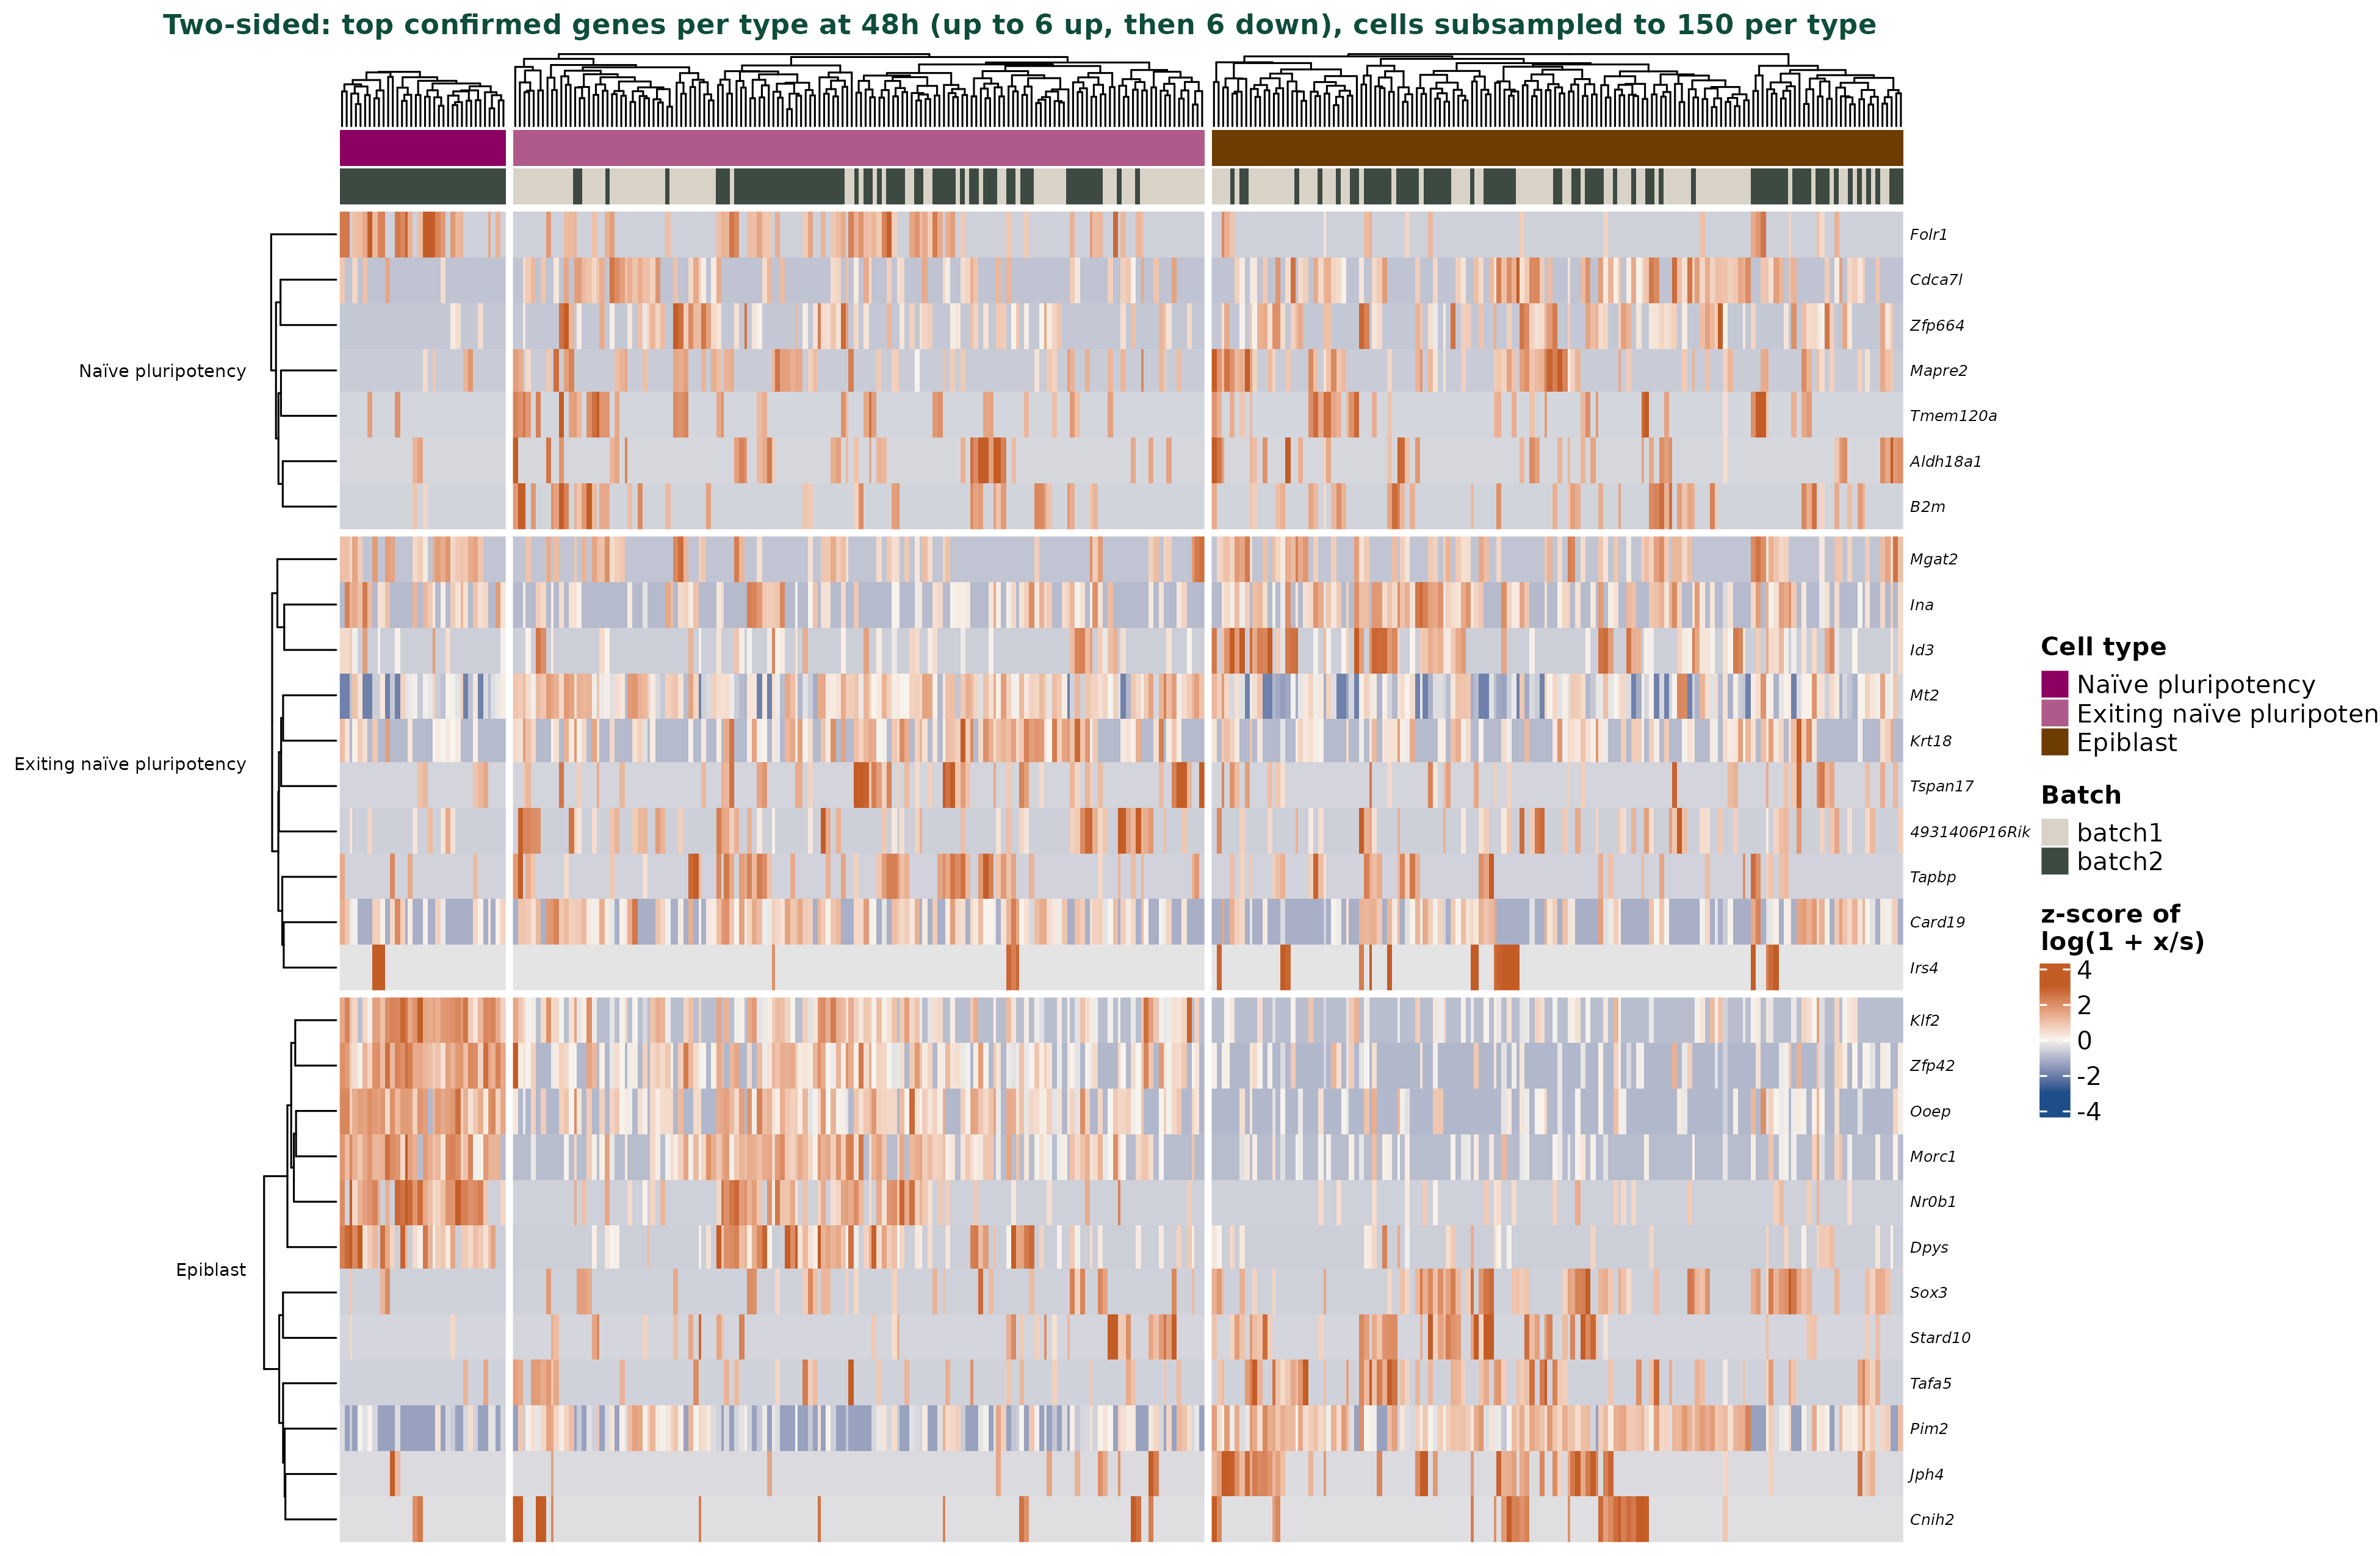 Two-sided: top confirmed genes per type at 48h (up to 6 up, then 6 down), cells subsampled to 150 per type
Naïve pluripotency
Folr1
Cdca7l
Zfp664
Mapre2
Tmem120a
Aldh18a1
B2m
Exiting naïve pluripotency
Mgat2
Ina
Id3
Mt2
Krt18
Tspan17
4931406P16Rik
Tapbp
Card19
Irs4
Epiblast
Klf2
Zfp42
Ooep
Morc1
Nr0b1
Dpys
Sox3
Stard10
Tafa5
Pim2
Jph4
Cnih2
Cell type
Naïve pluripotency
Exiting naïve pluripoten
Epiblast
Batch
batch1
batch2
z-score of
log(1 + x/s)
4
2
0
-2
-4